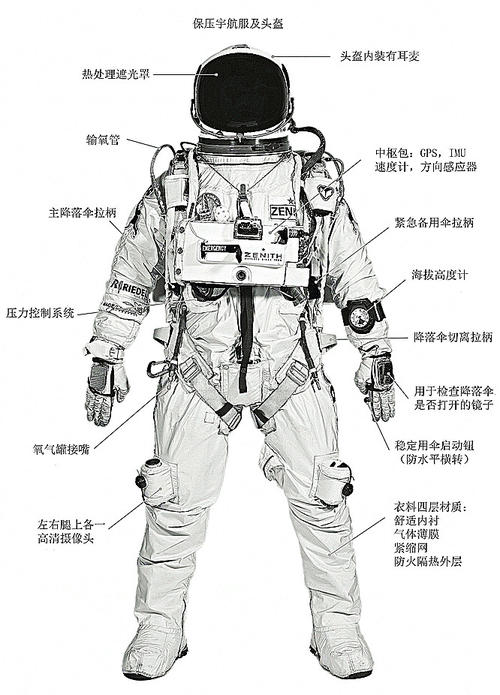 保压宇航服及头盔
头盔内装有耳麦
热处理遮光罩
输氧管
中枢包：GPS，IMU
速度计，方向感应器
主降落伞拉柄
紧急备用伞拉柄
海拔高度计
压力控制系统
降落伞切离拉柄
用于检查降落伞
是否打开的镜子
氧气罐接嘴
稳定用伞启动钮
（防水平横转）
左右腿上各一
高清摄像头
衣料四层材质：
舒适内衬
气体薄膜
紧缩网
防火隔热外层
ZEN
EMERGENCY
ZENITH
RIEDE